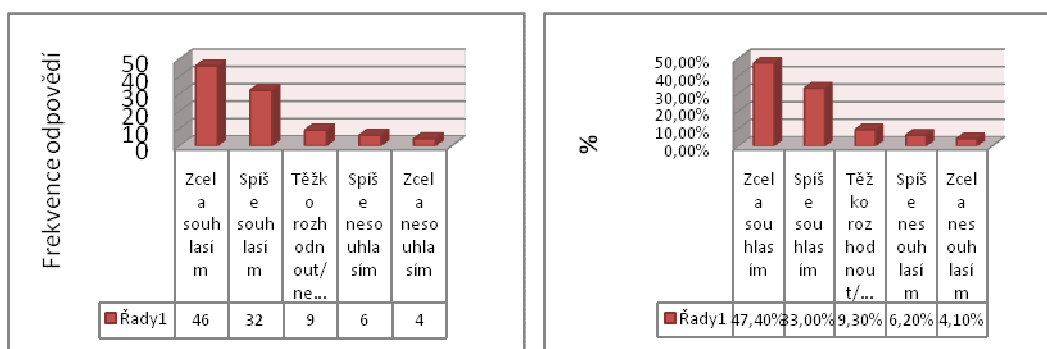 Frekvence odpovědí
50
40
30
20
10
0
Zcel
a
souh
lasí
m
Spíš
e
souh
lasí
m
Těžk
o
rozh
odn
out/
ne...
Spíš
e
neso
uhla
sím
Zcel
a
neso
uhla
sím
Řady1 46 32 9 6 4
%
50,00%
40,00%
30,00%
20,00%
10,00%
0,00%
Zcel
a
sou
hlas
ím
Spíš
e
sou
hlas
ím
Těž
ko
roz
hod
nou
t/...
Spíš
e
nes
ouh
lasí
m
Zcel
a
nes
ouh
lasí
m
Řady1 47,40% 33,00% 9,30% 6,20% 4,10%